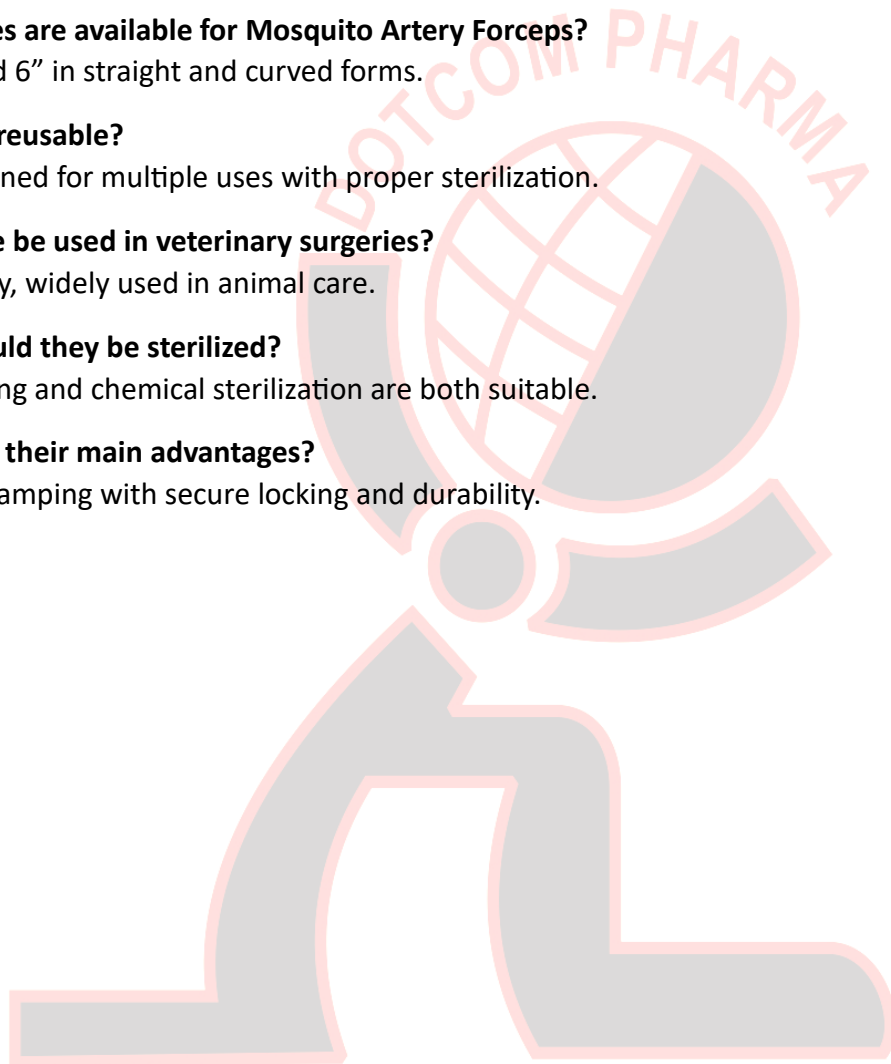 es are available for Mosquito Artery Forceps?
d 6” in straight and curved forms.
reusable?
ned for multiple uses with proper sterilization.
e be used in veterinary surgeries?
y, widely used in animal care.
uld they be sterilized?
ng and chemical sterilization are both suitable.
their main advantages?
amping with secure locking and durability.
DOTCOM PHARMA